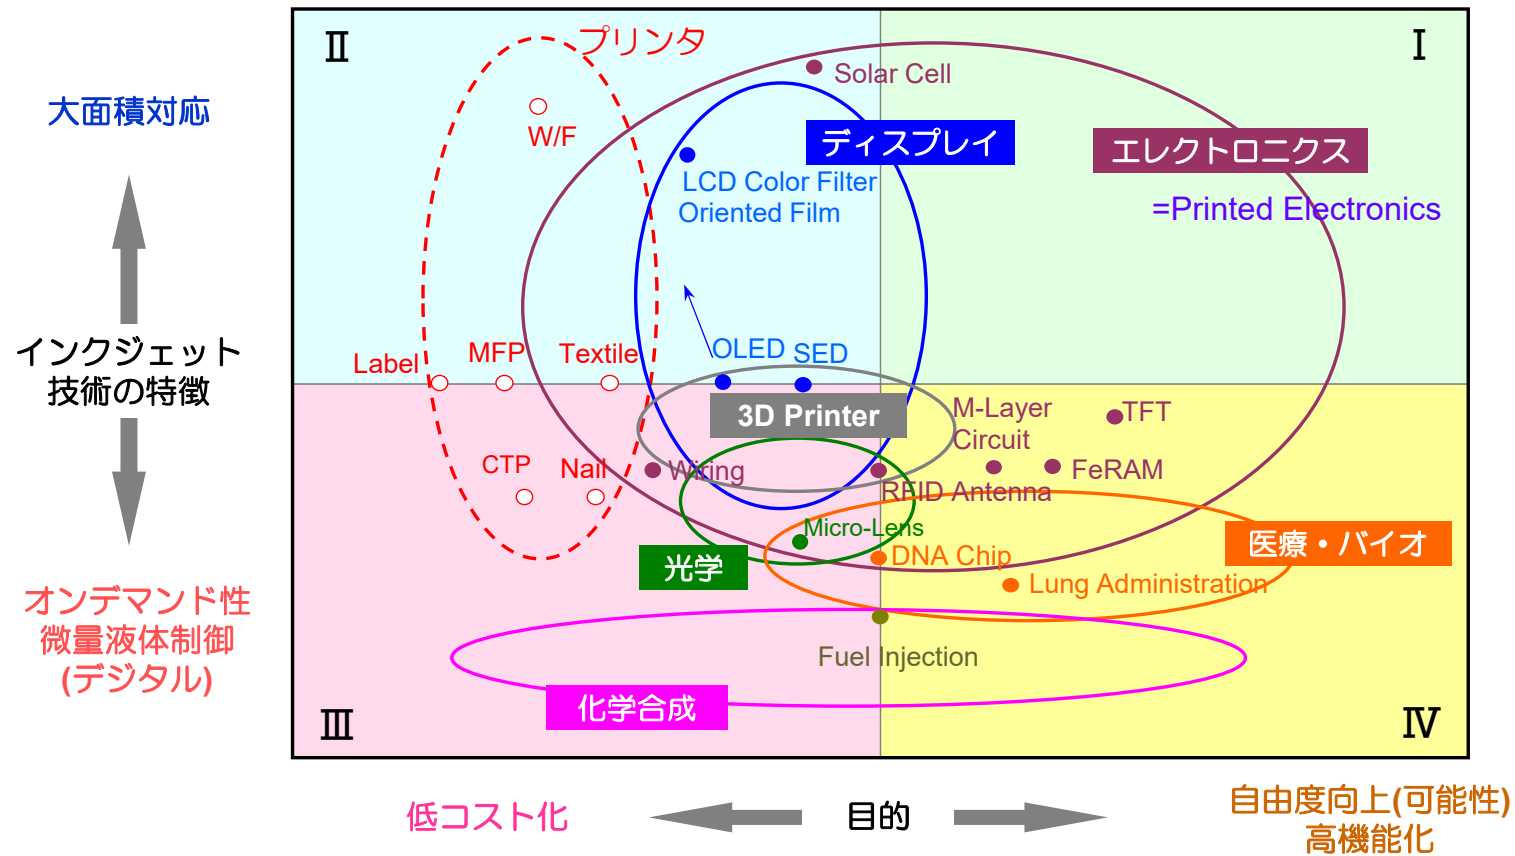 Ⅱ
プリンタ
Ⅰ
Solar Cell
大面積対応
W/F
ディスプレイ
エレクトロニクス
LCD Color Filter
Oriented Film
=Printed Electronics
インクジェット
技術の特徴
Label
MFP
Textile
OLED
SED
3D Printer
M-Layer
Circuit
TFT
CTP
Nail
Wiring
RFID Antenna
FeRAM
Micro-Lens
光学
DNA Chip
医療・バイオ
Lung Administration
オンデマンド性
微量液体制御
(デジタル)
Fuel Injection
化学合成
Ⅲ
Ⅳ
低コスト化
目的
自由度向上(可能性)
高機能化